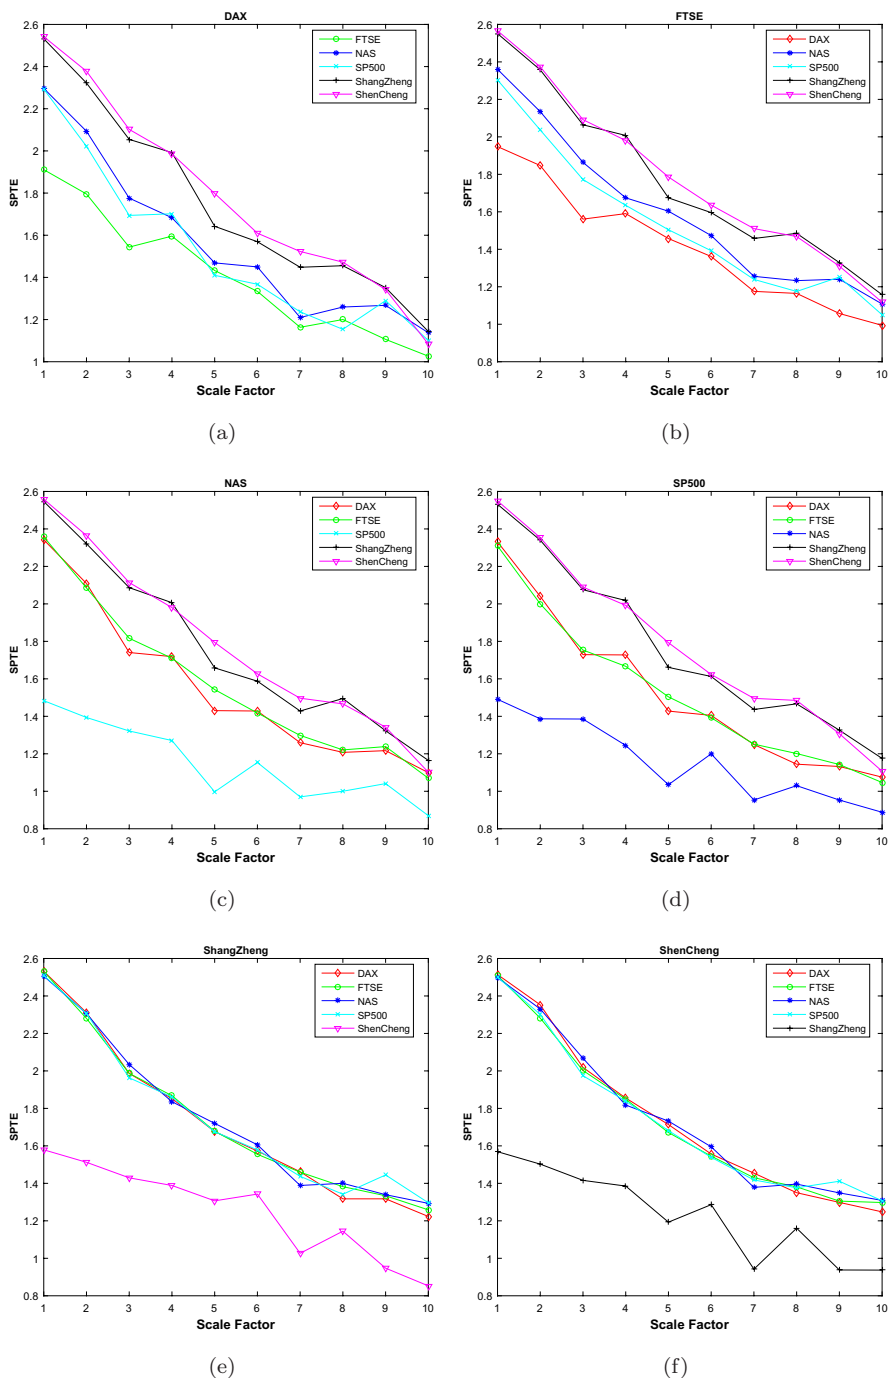 DAX
2.6
2.4
2.2
2
1.8
1.6
1.4
1.2
1
SPTE
FTSE
NAS
SP500
ShangZheng
ShenCheng
1 2 3 4 5 6 7 8 9 10
Scale Factor
(a)
FTSE
2.6
2.4
2.2
2
1.8
1.6
1.4
1.2
1
0.8
SPTE
DAX
NAS
SP500
ShangZheng
ShenCheng
1 2 3 4 5 6 7 8 9 10
Scale Factor
(b)
NAS
2.6
2.4
2.2
2
1.8
1.6
1.4
1.2
1
0.8
SPTE
DAX
FTSE
SP500
ShangZheng
ShenCheng
1 2 3 4 5 6 7 8 9 10
Scale Factor
(c)
SP500
2.6
2.4
2.2
2
1.8
1.6
1.4
1.2
1
0.8
SPTE
DAX
FTSE
NAS
ShangZheng
ShenCheng
1 2 3 4 5 6 7 8 9 10
Scale Factor
(d)
ShangZheng
2.6
2.4
2.2
2
1.8
1.6
1.4
1.2
1
0.8
SPTE
DAX
FTSE
NAS
SP500
ShenCheng
1 2 3 4 5 6 7 8 9 10
Scale Factor
(e)
ShenCheng
2.6
2.4
2.2
2
1.8
1.6
1.4
1.2
1
0.8
SPTE
DAX
FTSE
NAS
SP500
ShangZheng
1 2 3 4 5 6 7 8 9 10
Scale Factor
(f)